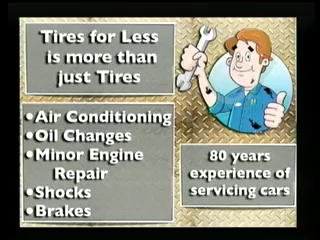 Tires for Less
is more than
just Tires
•Air Conditioning
•Oil Changes
•Minor Engine
Repair
•Shocks
•Brakes
80 years
experience of
servicing cars